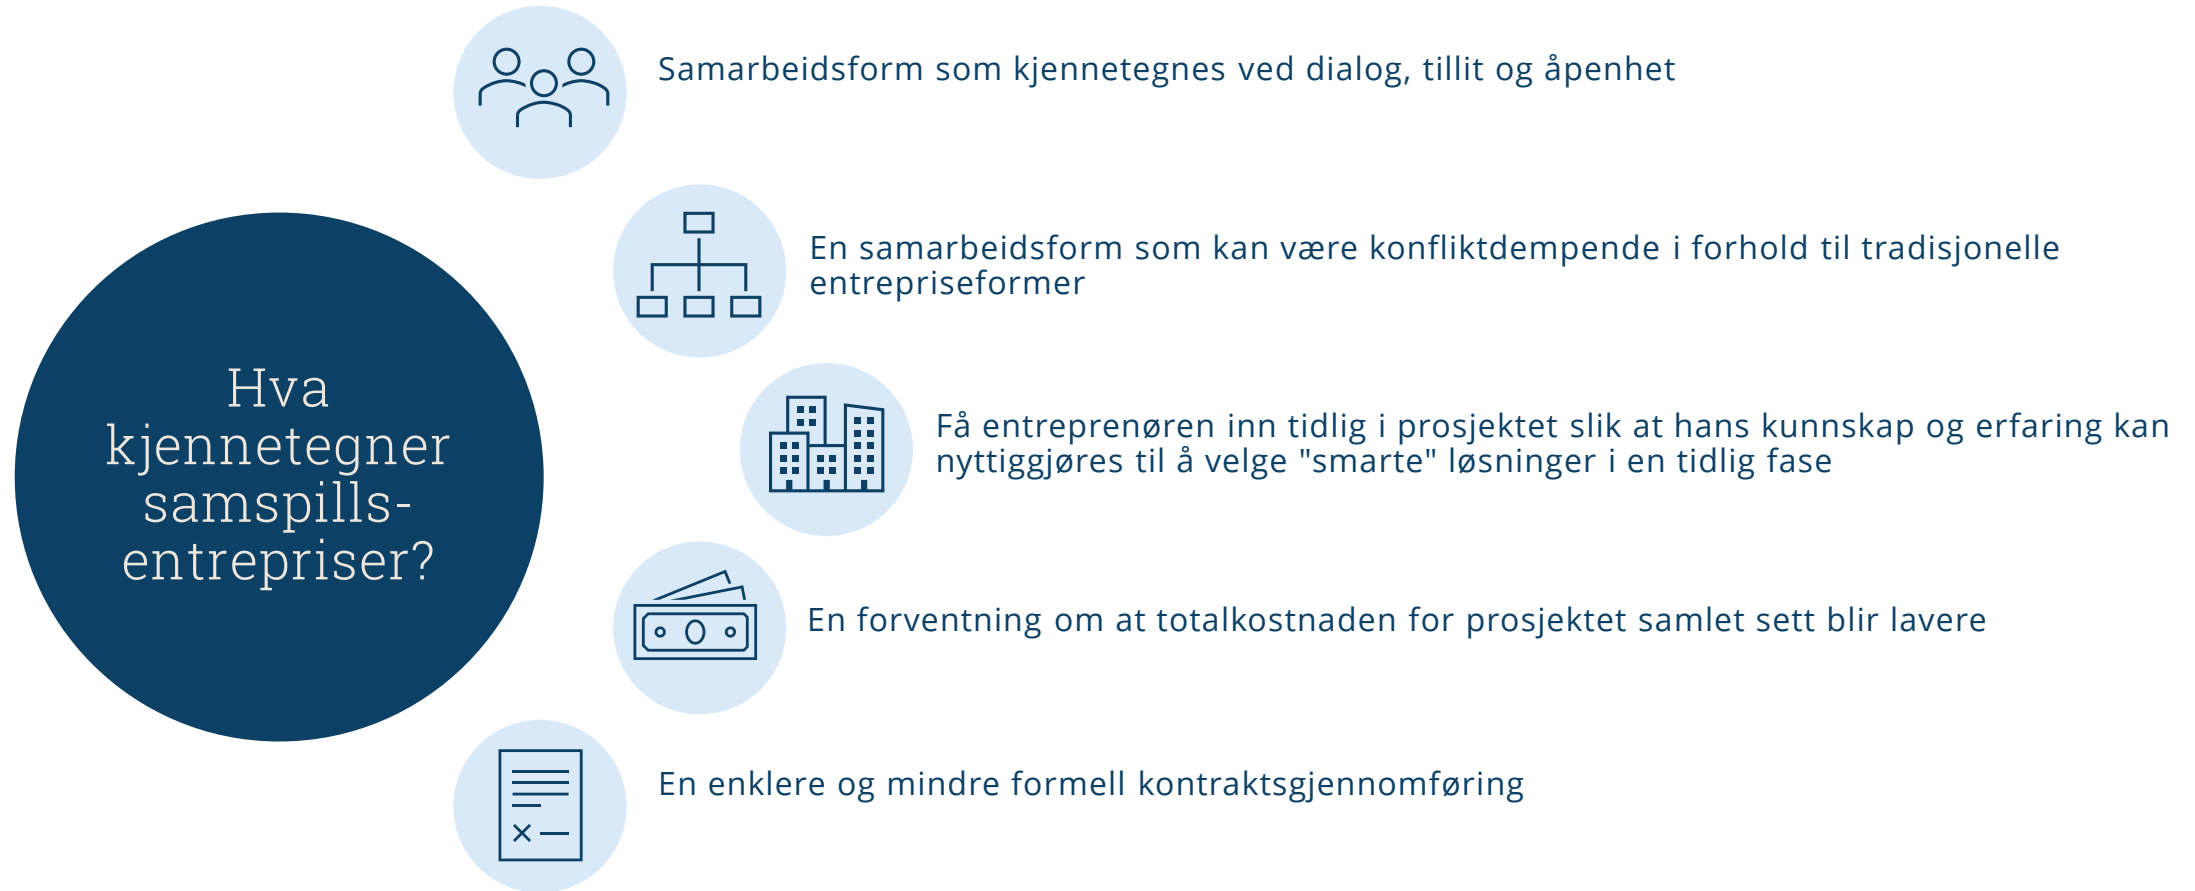 Hva
kjennetegner
samspills-
entrepriser?
Samarbeidsform som kjennetegnes ved dialog, tillit og åpenhet
En samarbeidsform som kan være konfliktdempende i forhold til tradisjonelle
entrepriseformer
Få entreprenøren inn tidlig i prosjektet slik at hans kunnskap og erfaring kan
nyttiggjøres til å velge "smarte" løsninger i en tidlig fase
En forventning om at totalkostnaden for prosjektet samlet sett blir lavere
En enklere og mindre formell kontraktsgjennomføring